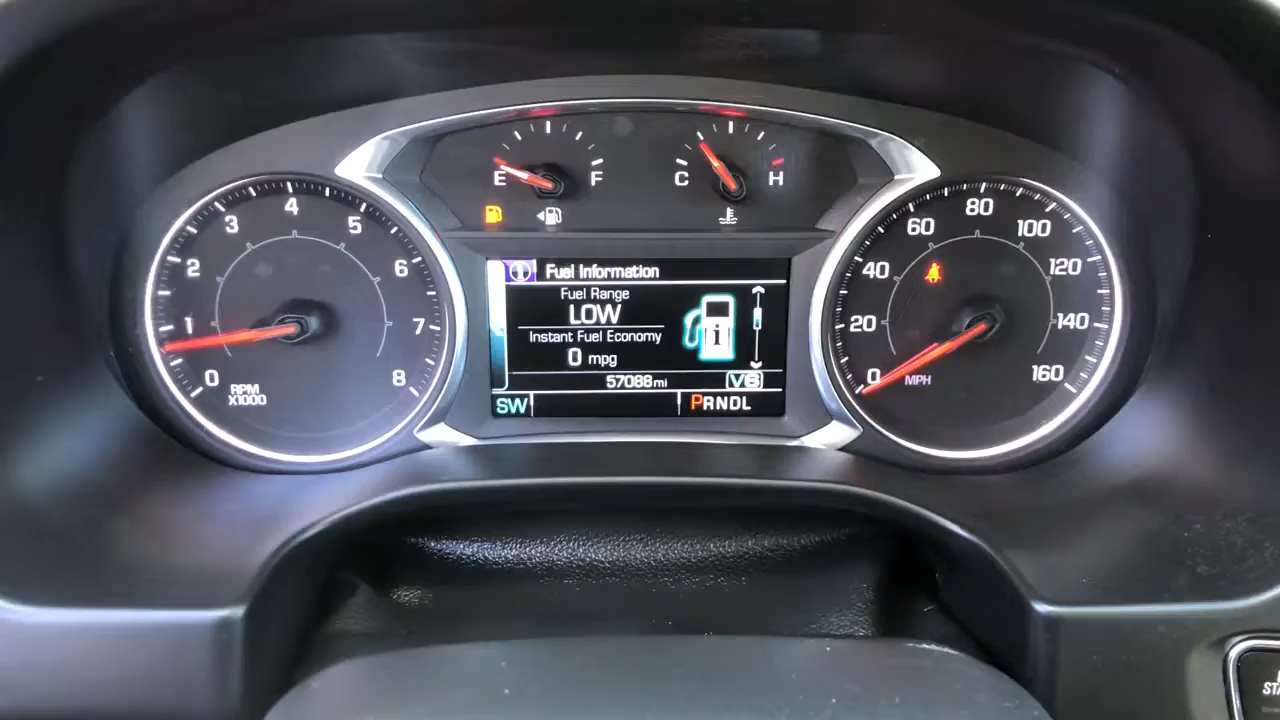 E F
C H
0 1 2 3 4 5 6 7 8
RPM
X1000
Fuel Information
Fuel Range
LOW
Instant Fuel Economy
0 mpg
57088mi
V6
SW
PRNDL
0 20 40 60 80 100 120 140 160
MPH